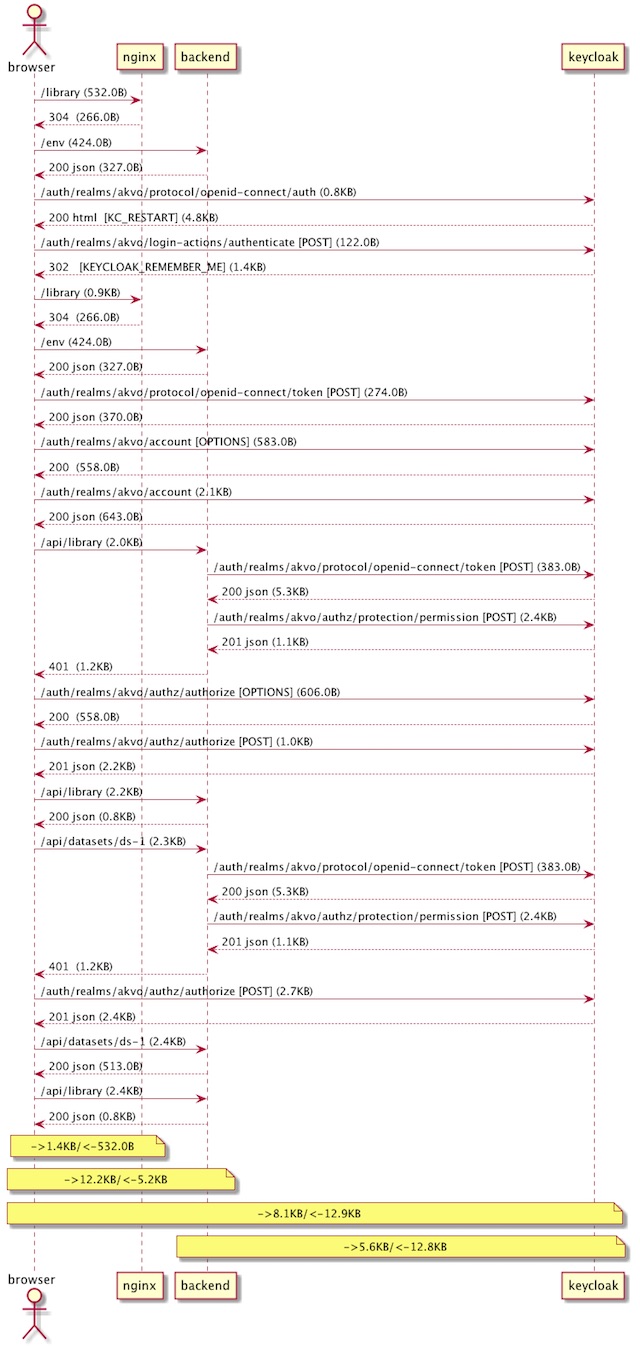 browser
nginx backend keycloak
/library (532.0B)
304 (266.0B)
/env (424.0B)
200 json (327.0B)
/auth/realms/akvo/protocol/openid-connect/auth (0.8KB)
200 html [KC_RESTART] (4.8KB)
/auth/realms/akvo/login-actions/authenticate [POST] (122.0B)
302 [KEYCLOAK_REMEMBER_ME] (1.4KB)
/library (0.9KB)
304 (266.0B)
/env (424.0B)
200 json (327.0B)
/auth/realms/akvo/protocol/openid-connect/token [POST] (274.0B)
200 json (370.0B)
/auth/realms/akvo/account [OPTIONS] (583.0B)
200 (558.0B)
/auth/realms/akvo/account (2.1KB)
200 json (643.0B)
/api/library (2.0KB)
/auth/realms/akvo/protocol/openid-connect/token [POST] (383.0B)
200 json (5.3KB)
/auth/realms/akvo/authz/protection/permission [POST] (2.4KB)
201 json (1.1KB)
401 (1.2KB)
/auth/realms/akvo/authz/authorize [OPTIONS] (606.0B)
200 (558.0B)
/auth/realms/akvo/authz/authorize [POST] (1.0KB)
201 json (2.2KB)
/api/library (2.2KB)
200 json (0.8KB)
/api/datasets/ds-1 (2.3KB)
/auth/realms/akvo/protocol/openid-connect/token [POST] (383.0B)
200 json (5.3KB)
/auth/realms/akvo/authz/protection/permission [POST] (2.4KB)
201 json (1.1KB)
401 (1.2KB)
/auth/realms/akvo/authz/authorize [POST] (2.7KB)
201 json (2.4KB)
/api/datasets/ds-1 (2.4KB)
200 json (513.0B)
/api/library (2.4KB)
200 json (0.8KB)
->1.4KB/<-532.0B
->12.2KB/<-5.2KB
->8.1KB/<-12.9KB
->5.6KB/<-12.8KB
browser
nginx backend keycloak